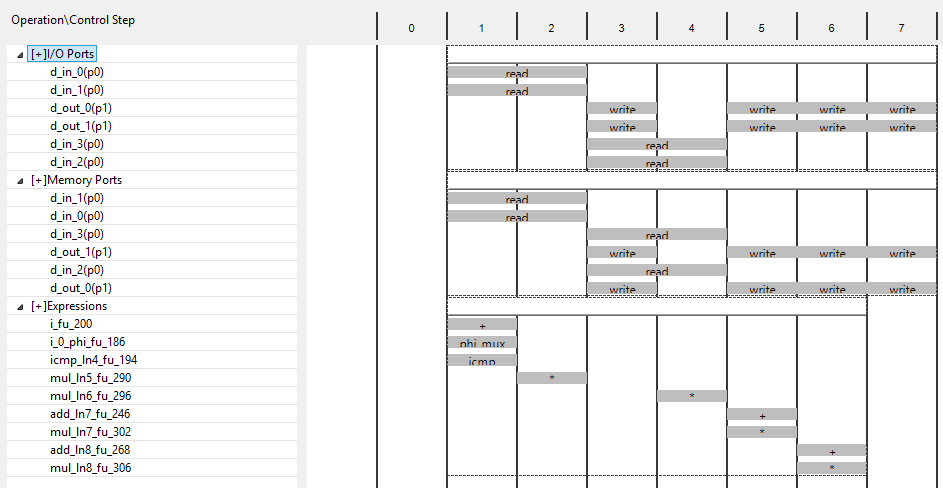 Operation\Control Step 0 1 2 3 4 5 6 7
[+]I/O Ports
d_in_0(p0) read
d_in_1(p0) read
d_out_0(p1) write write write write
d_out_1(p1) write write write write
d_in_3(p0) read
d_in_2(p0) read
[+]Memory Ports
d_in_1(p0) read
d_in_0(p0) read
d_in_3(p0) read
d_out_1(p1) write write write write
d_in_2(p0) read
d_out_0(p1) write write write write
[+]Expressions
i_fu_200 +
i_0_phi_fu_186 phi_mux
icmp_ln4_fu_194 icmp
mul_ln5_fu_290 *
mul_ln6_fu_296 *
add_ln7_fu_246 +
mul_ln7_fu_302 *
add_ln8_fu_268 +
mul_ln8_fu_306 *